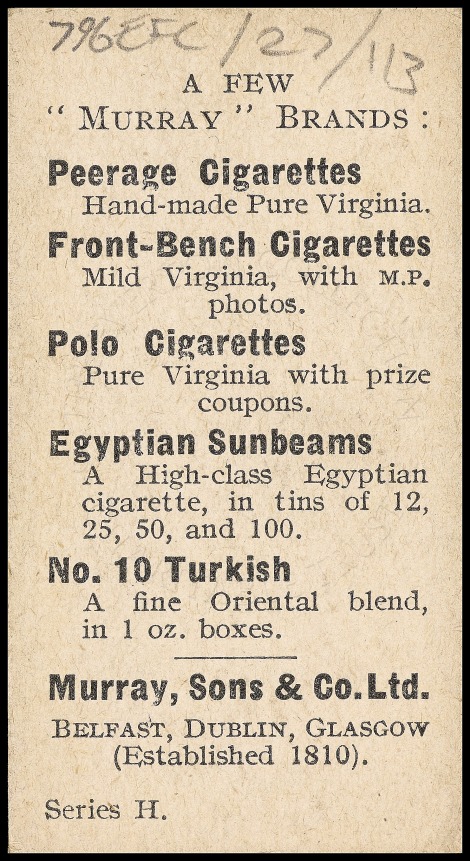 796EFC/27/113
A FEW
"MURRAY" BRANDS:
Peerage Cigarettes
Hand-made Pure Virginia.
Front-Bench Cigarettes
Mild Virginia, with M.P.
photos.
Polo Cigarettes
Pure Virginia with prize
coupons.
Egyptian Sunbeams
A High-class Egyptian
cigarette, in tins of 12,
25, 50, and 100.
No. 10 Turkish
A fine Oriental blend,
in 1 oz. boxes.
Murray, Sons & Co. Ltd.
BELFAST, DUBLIN, GLASGOW
(Established 1810).
Series H.